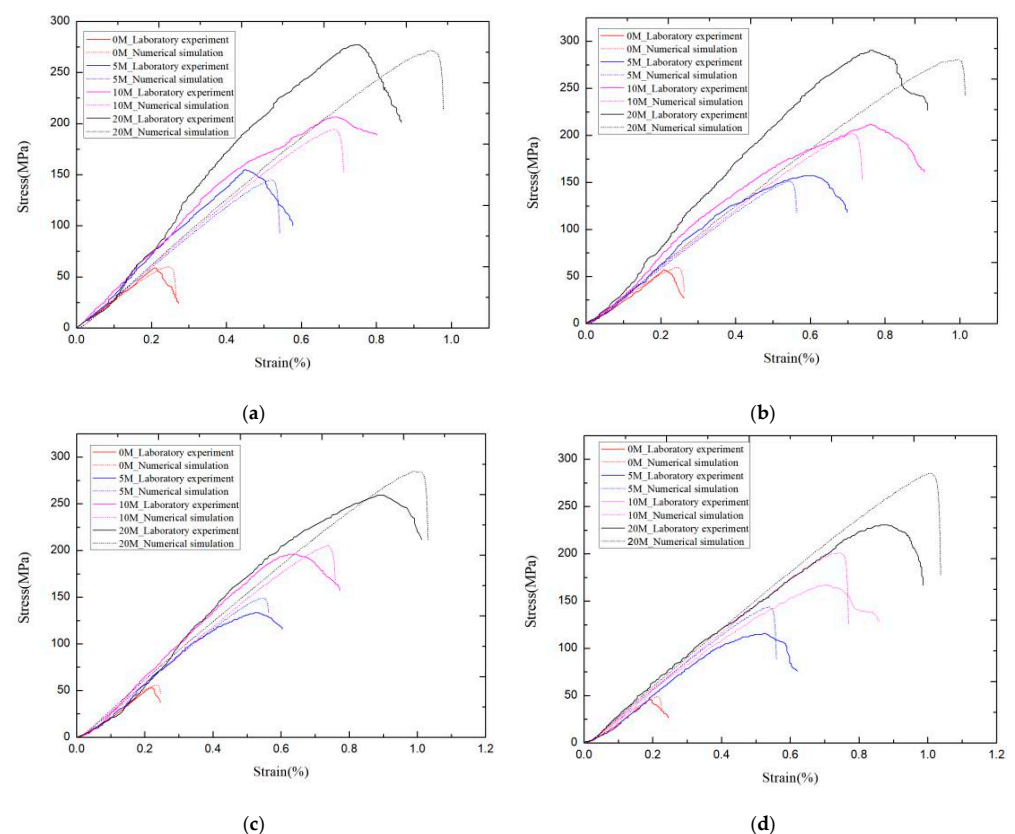 300
250
200
150
100
50
0
0M_Laboratory experiment
0M_Numerical simulation
5M_Laboratory experiment
5M_Numerical simulation
10M_Laboratory experiment
10M_Numerical simulation
20M_Laboratory experiment
20M_Numerical simulation
Stress(MPa)
0.0 0.2 0.4 0.6 0.8 1.0
Strain(%)
(a)
300
250
200
150
100
50
0
0M_Laboratory experiment
0M_Numerical simulation
5M_Laboratory experiment
5M_Numerical simulation
10M_Laboratory experiment
10M_Numerical simulation
20M_Laboratory experiment
20M_Numerical simulation
Stress(MPa)
0.0 0.2 0.4 0.6 0.8 1.0
Strain(%)
(b)
300
250
200
150
100
50
0
0M_Laboratory experiment
0M_Numerical simulation
5M_Laboratory experiment
5M_Numerical simulation
10M_Laboratory experiment
10M_Numerical simulation
20M_Laboratory experiment
20M_Numerical simulation
Stress(MPa)
0.0 0.2 0.4 0.6 0.8 1.0 1.2
Strain(%)
(c)
300
250
200
150
100
50
0
0M_Laboratory experiment
0M_Numerical simulation
5M_Laboratory experiment
5M_Numerical simulation
10M_Laboratory experiment
10M_Numerical simulation
20M_Laboratory experiment
20M_Numerical simulation
Stress(MPa)
0.0 0.2 0.4 0.6 0.8 1.0 1.2
Strain(%)
(d)